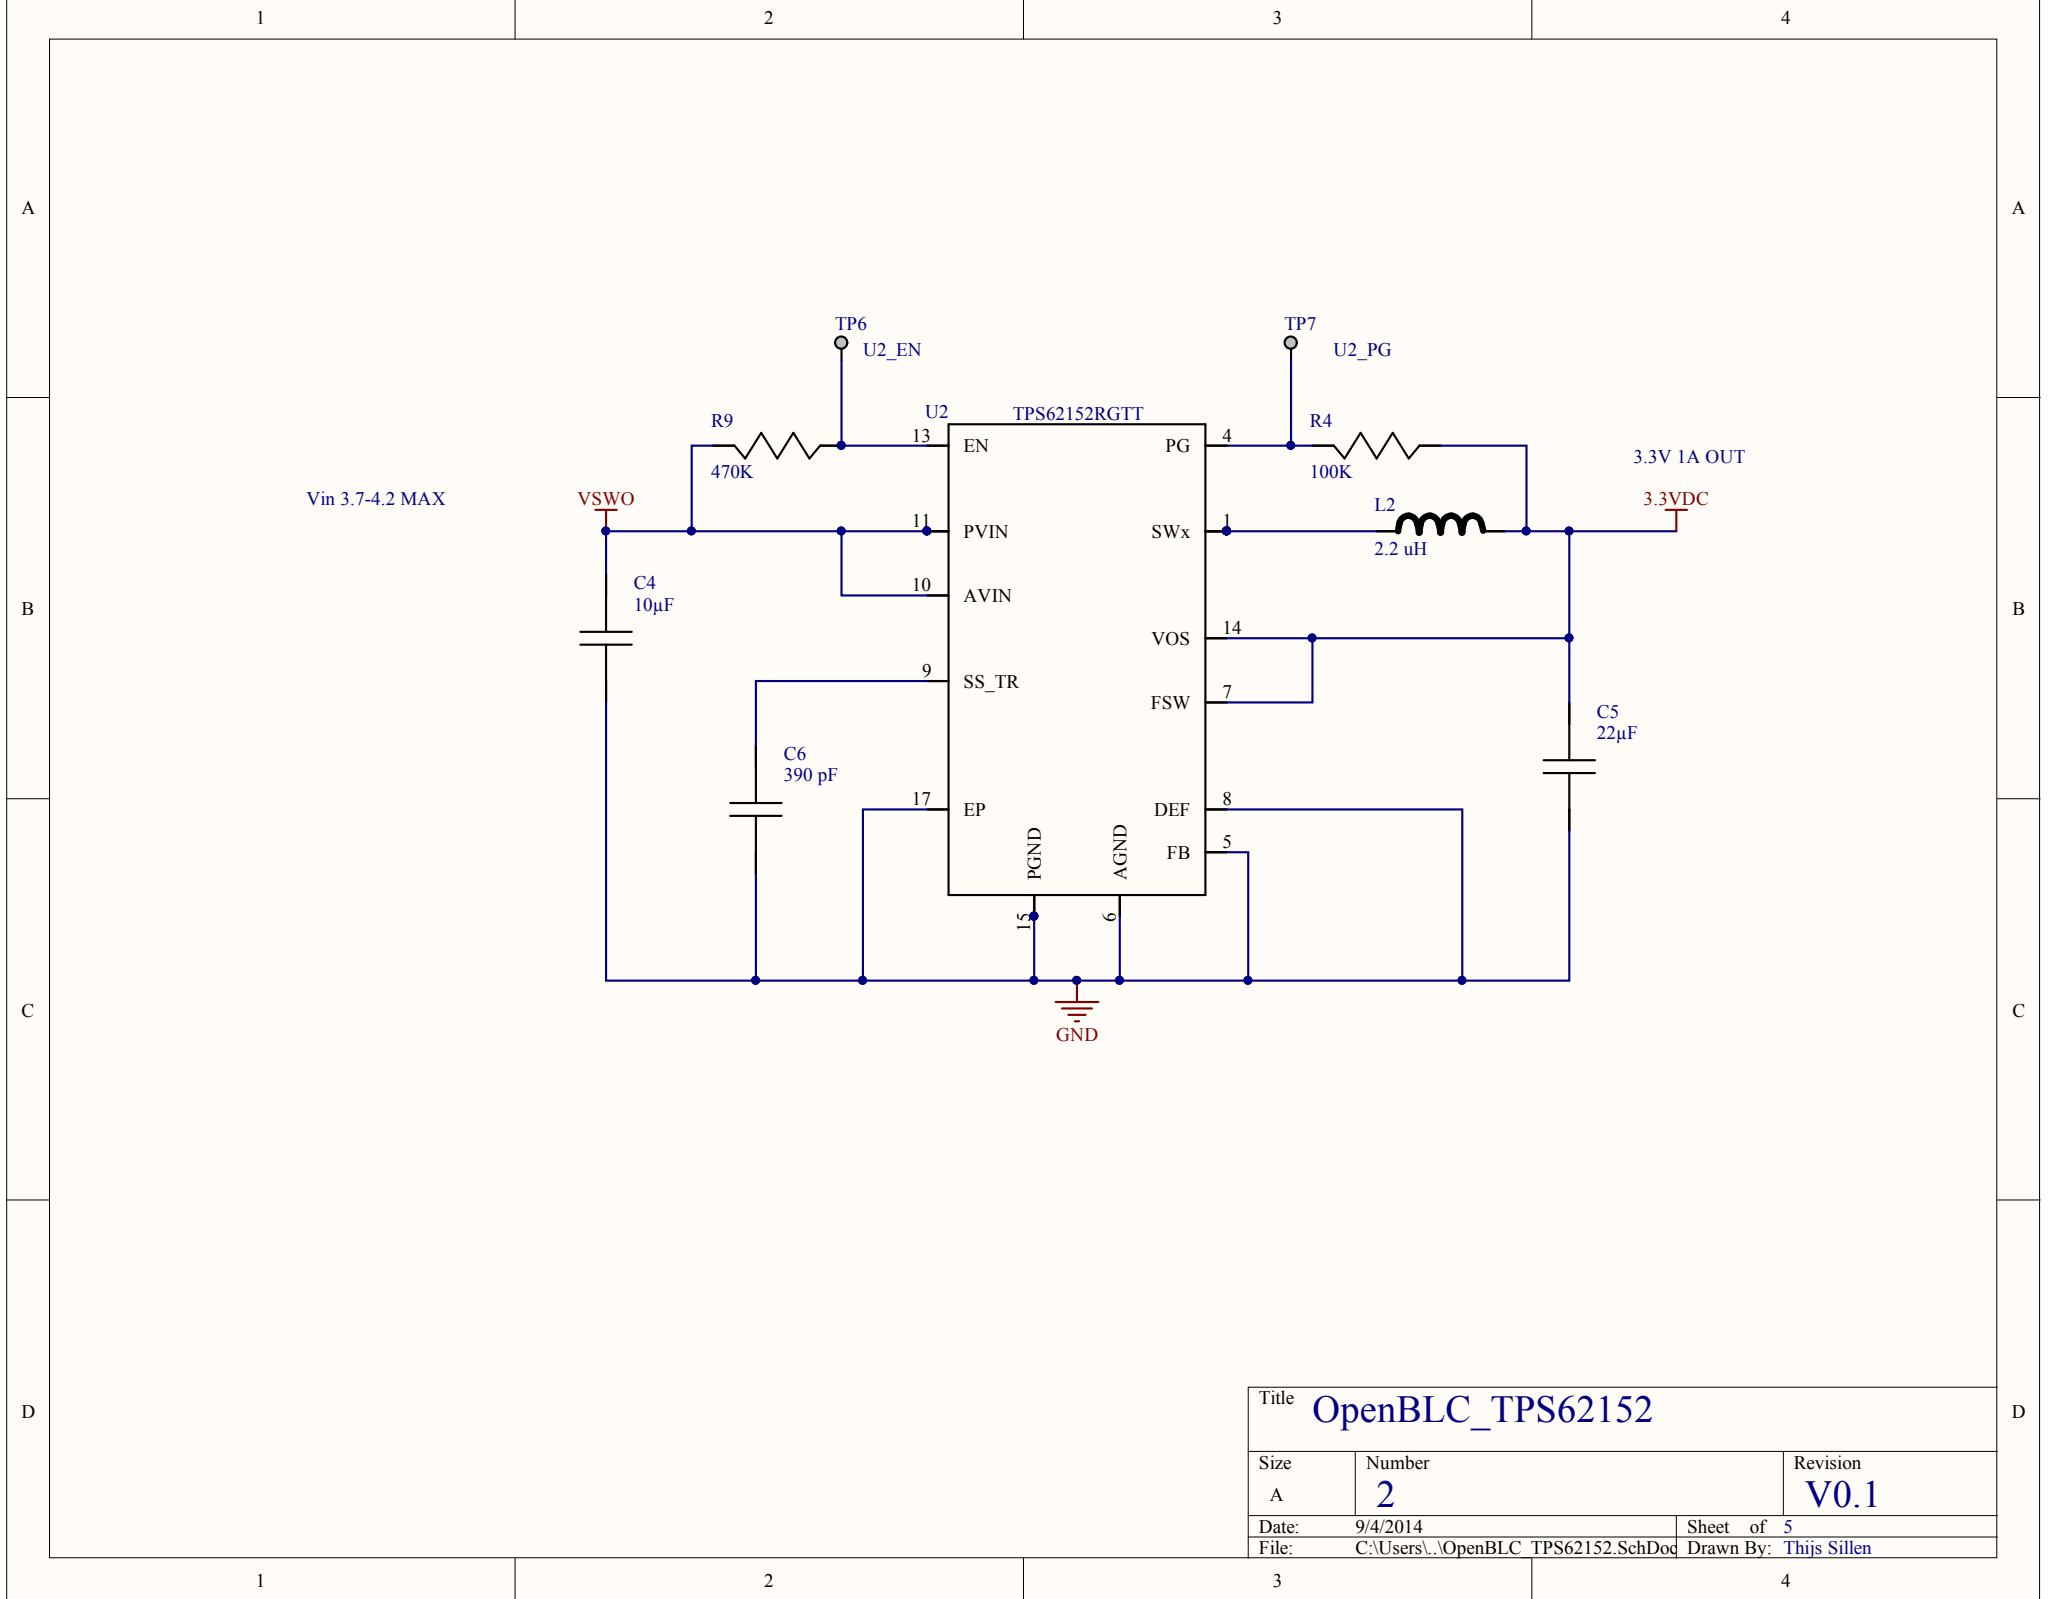 1 2 3 4
A A
TP6 TP7
U2_EN U2_PG
U2 TPS62152RGTT
R9 13 EN PG 4 R4
470K 100K
3.3V 1A OUT
Vin 3.7-4.2 MAX VSWO L2 3.3VDC
11 PVIN SWx 1
2.2 uH
C4 10 AVIN
10µF
B B
VOS 14
9 SS_TR
FSW 7
C5
22µF
C6
390 pF
17 EP DEF 8
PGND AGND FB 5
15 6
C C
GND
D D
Title OpenBLC_TPS62152
Size Number Revision
A 2 V0.1
Date: 9/4/2014 Sheet of 5
File: C:\Users\..\OpenBLC_TPS62152.SchDoc Drawn By: Thijs Sillen
1 2 3 4